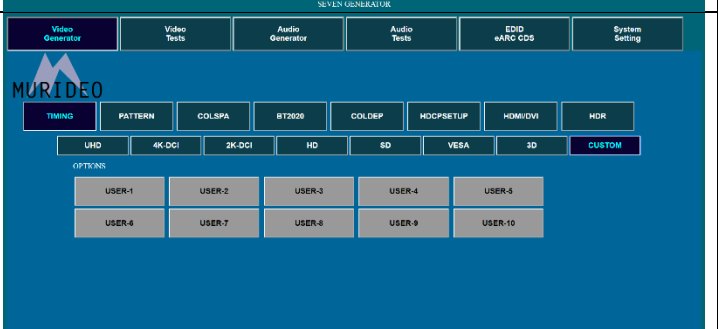 SEVEN GENERATOR
Video Generator
Video Tests
Audio Generator
Audio Tests
EDID eARC CDS
System Setting
MURIDEO
TIMING PATTERN COLSPA BT2020 COLDEP HDCPSETUP HDMI/DVI HDR
UHD 4K-DCI 2K-DCI HD SD VESA 3D CUSTOM
OPTIONS
USER-1 USER-2 USER-3 USER-4 USER-5
USER-6 USER-7 USER-8 USER-9 USER-10